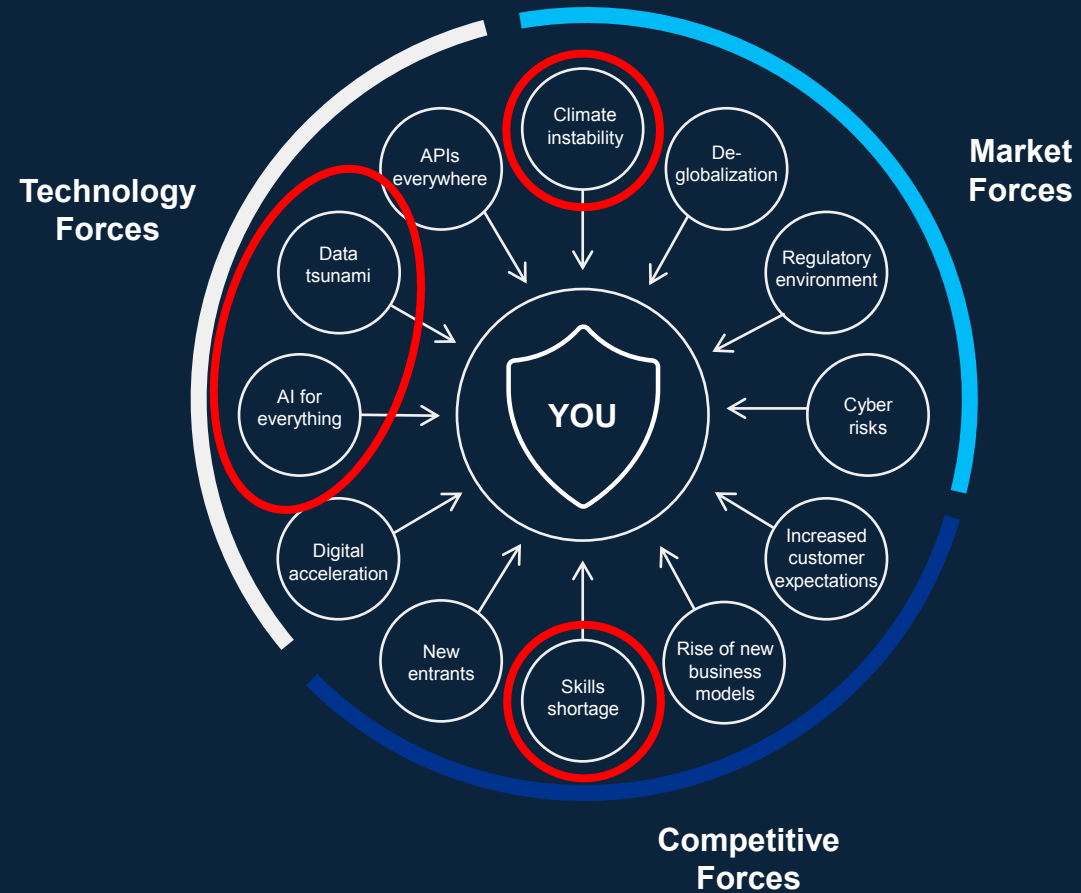 Technology
Forces
Market
Forces
Competitive
Forces
Climate
instability
De-
globalization
Regulatory
environment
Cyber
risks
Increased
customer
expectations
Rise of new
business
models
Skills
shortage
New
entrants
Digital
acceleration
AI for
everything
Data
tsunami
APIs
everywhere
YOU